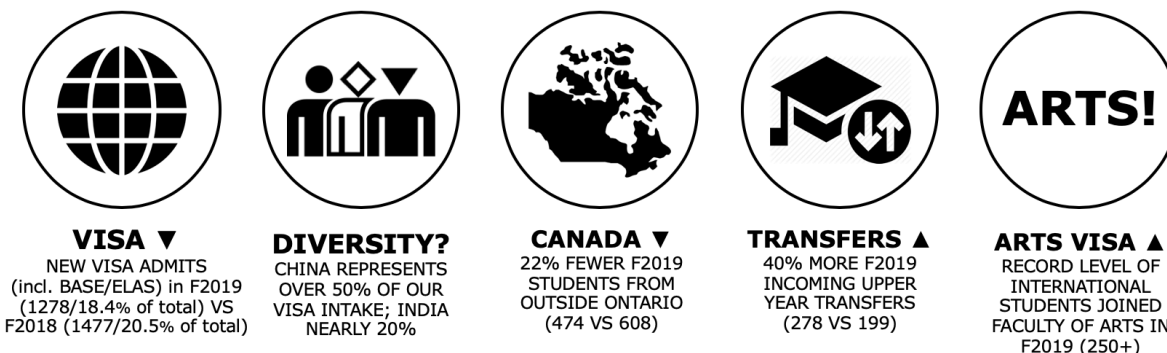 ARTS!
VISA ▼
NEW VISA ADMITS
(incl. BASE/ELAS) in F2019
(1278/18.4% of total) VS
F2018 (1477/20.5% of total)
DIVERSITY?
CHINA REPRESENTS
OVER 50% OF OUR
VISA INTAKE; INDIA
NEARLY 20%
CANADA ▼
22% FEWER F2019
STUDENTS FROM
OUTSIDE ONTARIO
(474 VS 608)
TRANSFERS ▲
40% MORE F2019
INCOMING UPPER
YEAR TRANSFERS
(278 VS 199)
ARTS VISA ▲
RECORD LEVEL OF
INTERNATIONAL
STUDENTS JOINED
FACULTY OF ARTS IN
F2019 (250+)